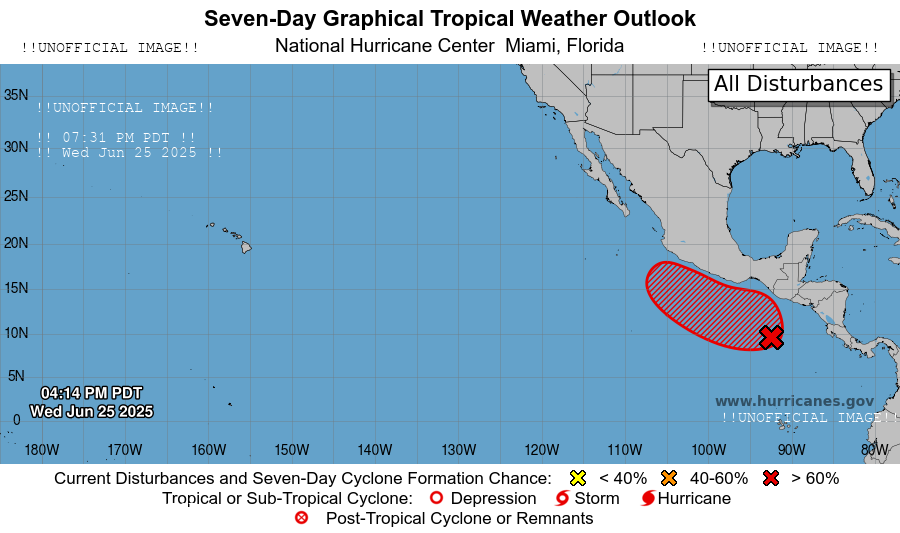 Seven-Day Graphical Tropical Weather Outlook
!!UNOFFICIAL IMAGE!! National Hurricane Center Miami, Florida !!UNOFFICIAL IMAGE!!
All Disturbances
35N
!!UNOFFICIAL IMAGE!!
!! 07:31 PM PDT !!
30N
!! Wed Jun 25 2025 !!
25N
20N
15N
10N
5N
04:14 PM PDT
Wed Jun 25 2025
www.hurricanes.gov
!!UNOFFICIAL IMAGE!!
0
180W 170W 160W 150W 140W 130W 120W 110W 100W 90W 80W
Current Disturbances and Seven-Day Cyclone Formation Chance: < 40% 40-60% > 60%
Tropical or Sub-Tropical Cyclone: Depression Storm Hurricane
Post-Tropical Cyclone or Remnants